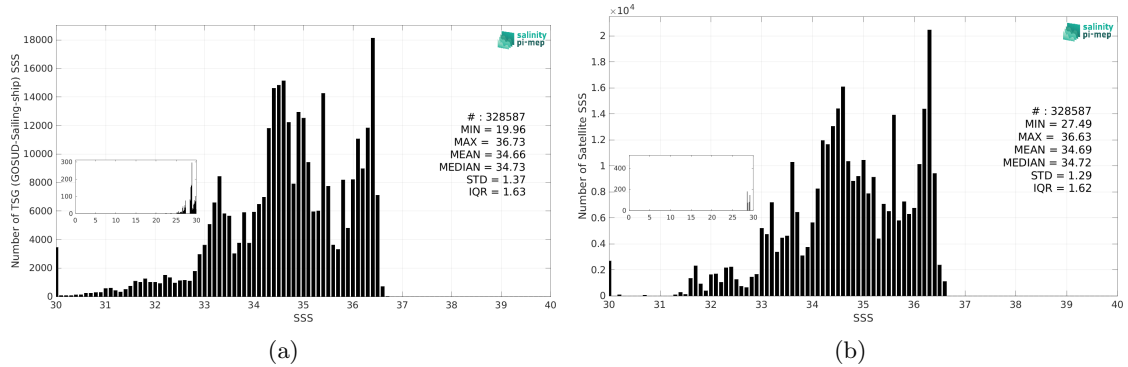 18000
16000
14000
12000
10000
8000
6000
4000
2000
0
Number of TSG (GOSUD-Sailing-ship) SSS
salinity
pi-mep
# : 328587
MIN = 19.96
MAX = 36.73
MEAN = 34.66
MEDIAN = 34.73
STD = 1.37
IQR = 1.63
300
200
100
0
0 5 10 15 20 25 30
30 31 32 33 34 35 36 37 38 39 40
SSS
(a)
×10⁴
2
1.8
1.6
1.4
1.2
1
0.8
0.6
0.4
0.2
0
Number of Satellite SSS
salinity
pi-mep
# : 328587
MIN = 27.49
MAX = 36.63
MEAN = 34.69
MEDIAN = 34.72
STD = 1.29
IQR = 1.62
400
200
0
0 5 10 15 20 25 30
30 31 32 33 34 35 36 37 38 39 40
SSS
(b)